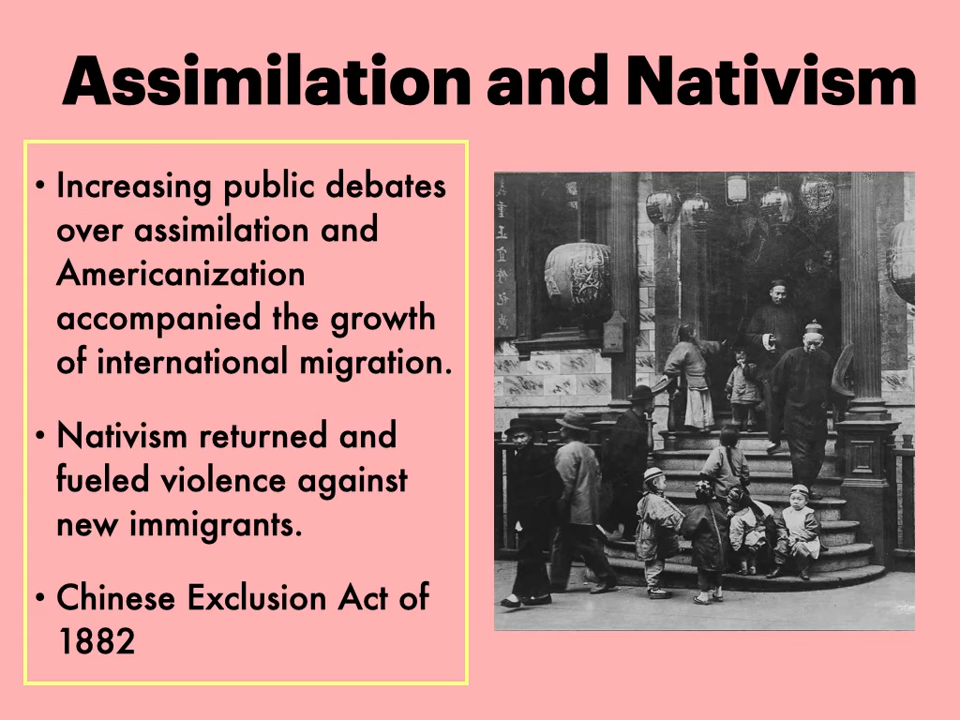 Assimilation and Nativism
• Increasing public debates
over assimilation and
Americanization
accompanied the growth
of international migration.
• Nativism returned and
fueled violence against
new immigrants.
• Chinese Exclusion Act of
1882